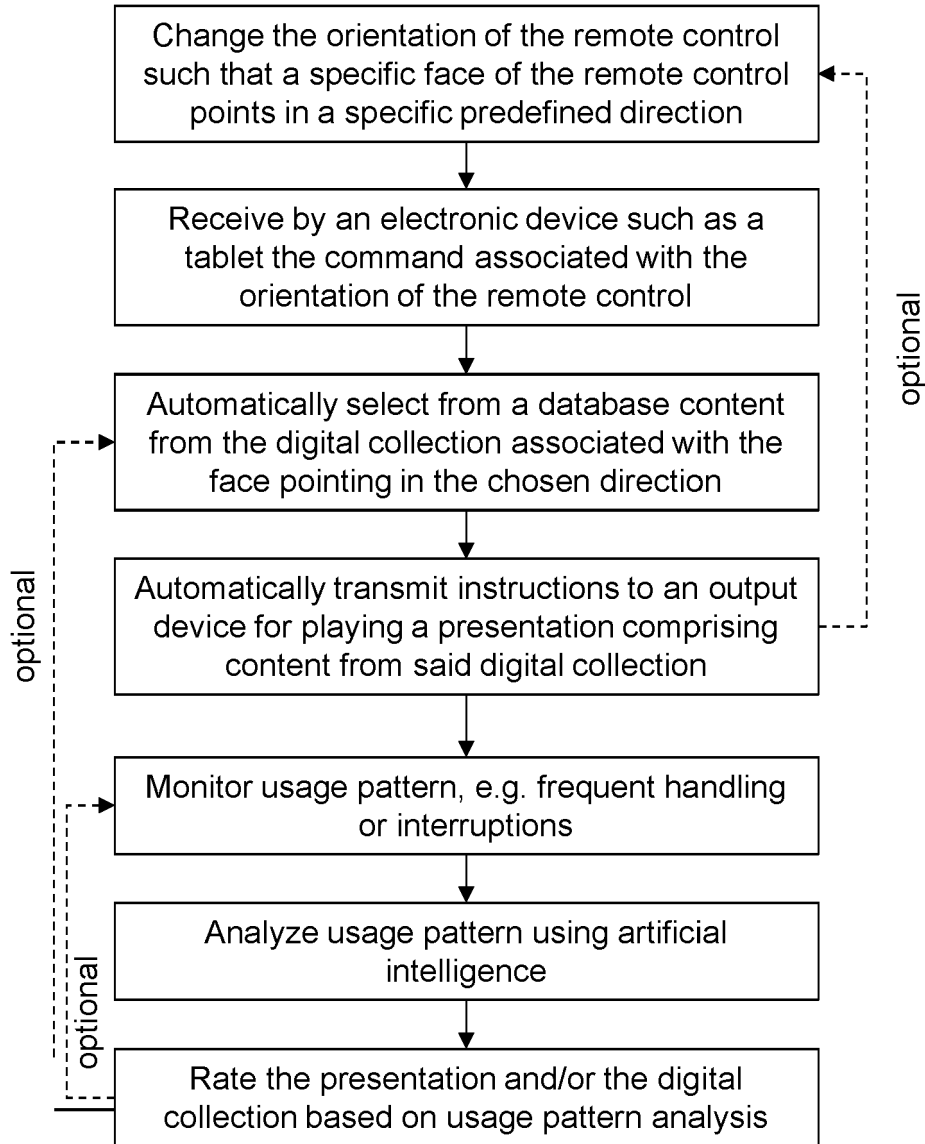 Change the orientation of the remote control
such that a specific face of the remote control
points in a specific predefined direction
Receive by an electronic device such as a
tablet the command associated with the
orientation of the remote control
optional
Automatically select from a database content
from the digital collection associated with the
face pointing in the chosen direction
Automatically transmit instructions to an output
device for playing a presentation comprising
content from said digital collection
optional
Monitor usage pattern, e.g. frequent handling
or interruptions
Analyze usage pattern using artificial
intelligence
optional
Rate the presentation and/or the digital
collection based on usage pattern analysis